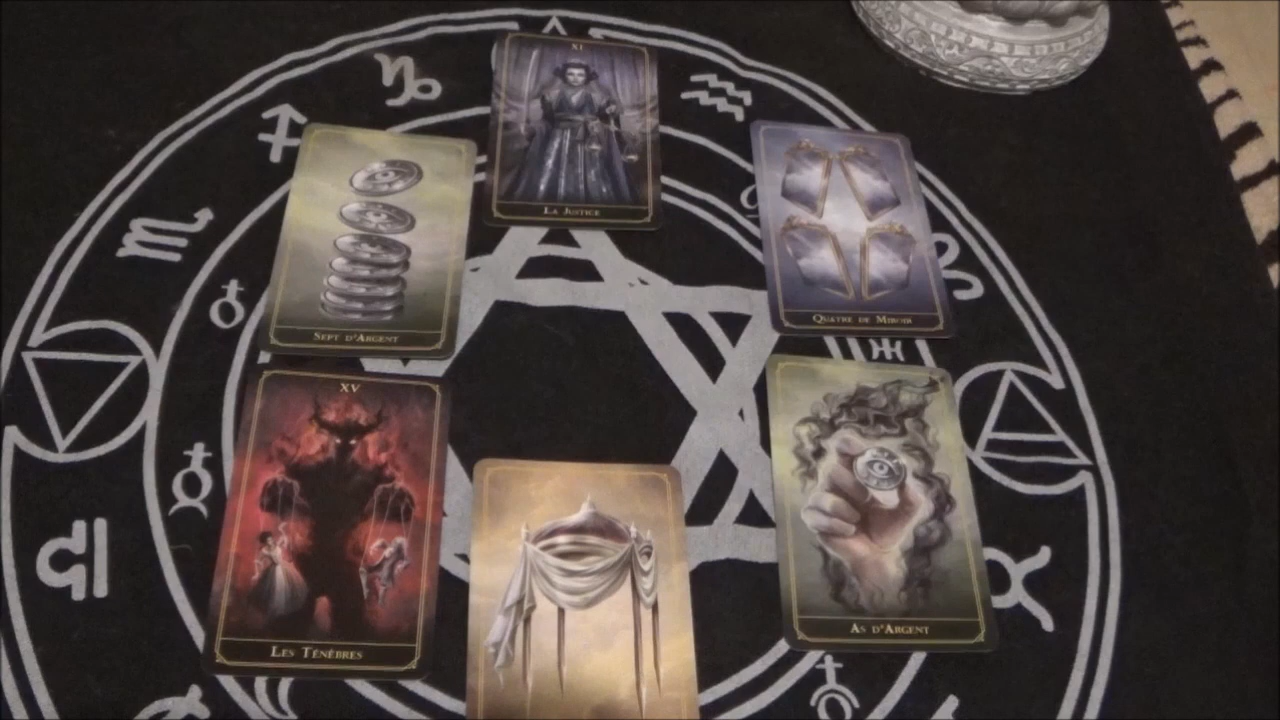 XI
LA JUSTICE
SEPT D'ARGENT
QUATRE DE MIROIR
XV
LES TÉNÈBRES
AS D'ARGENT